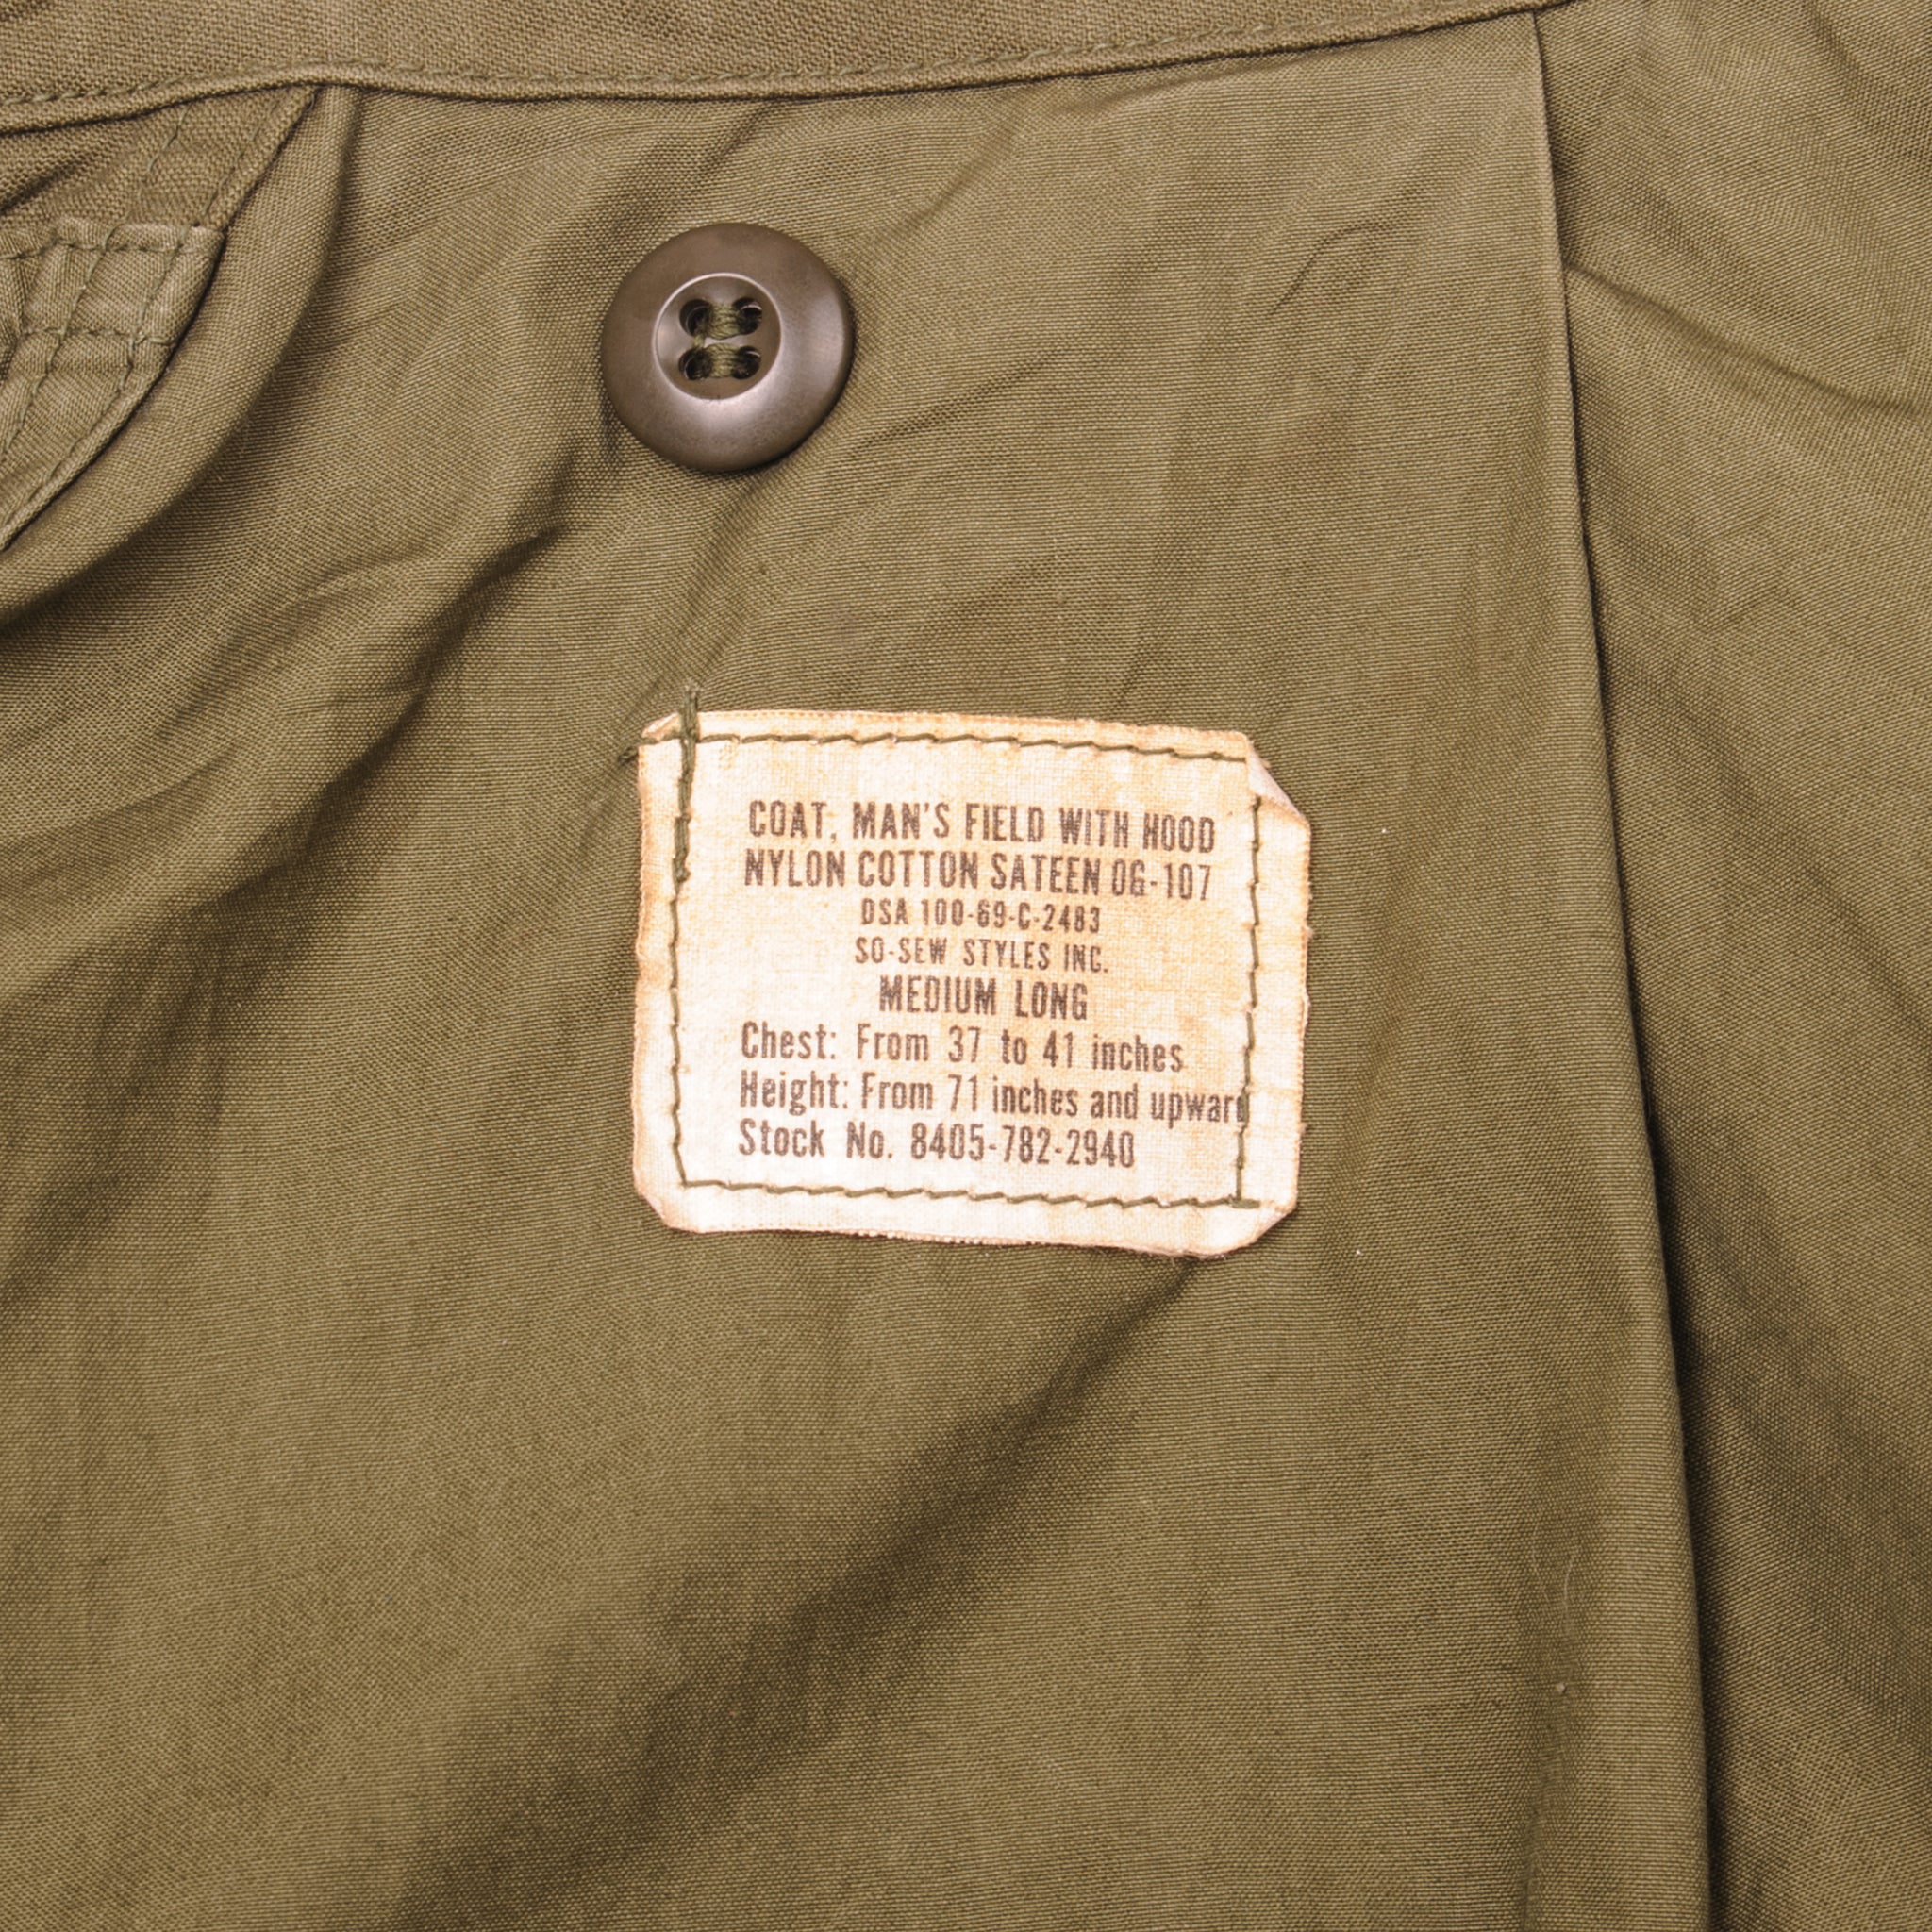 COAT, MAN'S FIELD WITH HOOD
NYLON COTTON SATEEN OG-107
DSA 100-69-C-2483
SO-SEW STYLES INC.
MEDIUM LONG
Chest: From 37 to 41 inches
Height: From 71 inches and upward
Stock No. 8405-782-2940